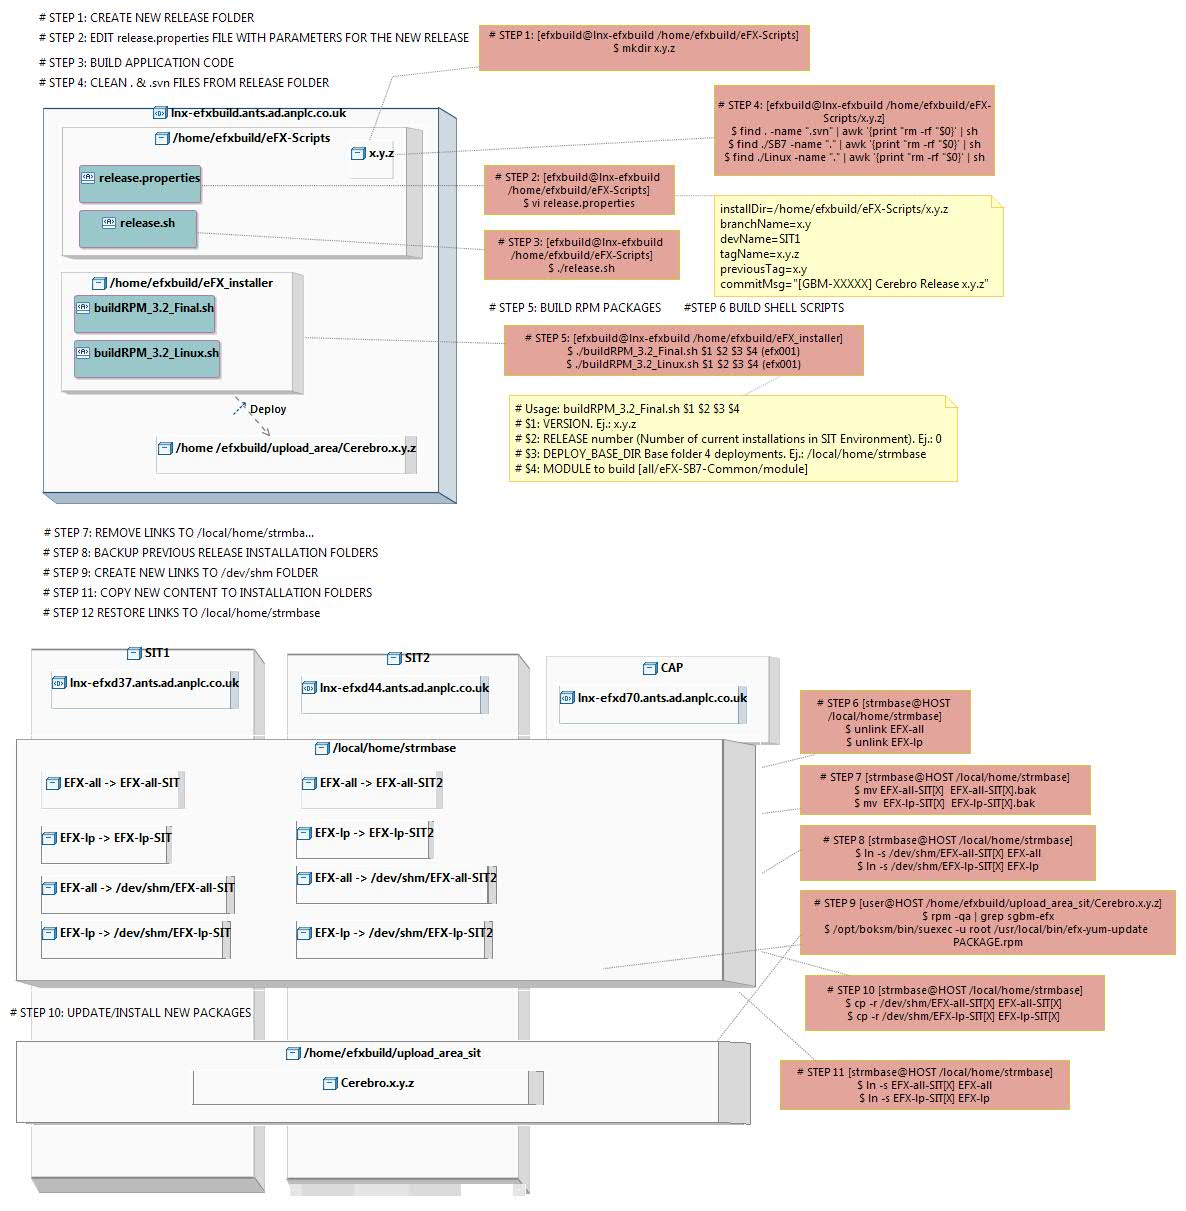 # STEP 1: CREATE NEW RELEASE FOLDER
# STEP 2: EDIT release.properties FILE WITH PARAMETERS FOR THE NEW RELEASE
# STEP 3: BUILD APPLICATION CODE
# STEP 4: CLEAN . & .svn FILES FROM RELEASE FOLDER
# STEP 1: [efxbuild@lnx-efxbuild /home/efxbuild/eFX-Scripts]
$ mkdir x.y.z
# STEP 4: [efxbuild@lnx-efxbuild /home/efxbuild/eFX-
Scripts/x.y.z]
$ find . -name ".svn" | awk '{print "rm -rf "$0}' | sh
$ find ./SB7 -name "." | awk '{print "rm -rf "$0}' | sh
$ find ./Linux -name "." | awk '{print "rm -rf "$0}' | sh
lnx-efxbuild.ants.ad.anplc.co.uk
/home/efxbuild/eFX-Scripts
x.y.z
release.properties
release.sh
# STEP 2: [efxbuild@lnx-efxbuild
/home/efxbuild/eFX-Scripts]
$ vi release.properties
installDir=/home/efxbuild/eFX-Scripts/x.y.z
branchName=x.y
devName=SIT1
tagName=x.y.z
previousTag=x.y
commitMsg="[GBM-XXXXX] Cerebro Release x.y.z"
# STEP 3: [efxbuild@lnx-efxbuild
/home/efxbuild/eFX-Scripts]
$ ./release.sh
/home/efxbuild/eFX_installer
buildRPM_3.2_Final.sh
buildRPM_3.2_Linux.sh
# STEP 5: BUILD RPM PACKAGES
#STEP 6 BUILD SHELL SCRIPTS
# STEP 5: [efxbuild@lnx-efxbuild /home/efxbuild/eFX_installer]
$ ./buildRPM_3.2_Final.sh $1 $2 $3 $4 (efx001)
$ ./buildRPM_3.2_Linux.sh $1 $2 $3 $4 (efx001)
Deploy
/home /efxbuild/upload_area/Cerebro.x.y.z
# Usage: buildRPM_3.2_Final.sh $1 $2 $3 $4
# $1: VERSION. Ej.: x.y.z
# $2: RELEASE number (Number of current installations in SIT Environment). Ej.: 0
# $3: DEPLOY_BASE_DIR Base folder 4 deployments. Ej.: /local/home/strmbase
# $4: MODULE to build [all/eFX-SB7-Common/module]
# STEP 7: REMOVE LINKS TO /local/home/strmba...
# STEP 8: BACKUP PREVIOUS RELEASE INSTALLATION FOLDERS
# STEP 9: CREATE NEW LINKS TO /dev/shm FOLDER
# STEP 11: COPY NEW CONTENT TO INSTALLATION FOLDERS
# STEP 12 RESTORE LINKS TO /local/home/strmbase
SIT1
lnx-efxd37.ants.ad.anplc.co.uk
SIT2
lnx-efxd44.ants.ad.anplc.co.uk
CAP
lnx-efxd70.ants.ad.anplc.co.uk
/local/home/strmbase
EFX-all -> EFX-all-SIT
EFX-lp -> EFX-lp-SIT
EFX-all -> /dev/shm/EFX-all-SIT
EFX-lp -> /dev/shm/EFX-lp-SIT
EFX-all -> EFX-all-SIT2
EFX-lp -> EFX-lp-SIT2
EFX-all -> /dev/shm/EFX-all-SIT2
EFX-lp -> /dev/shm/EFX-lp-SIT2
# STEP 6 [strmbase@HOST
/local/home/strmbase]
$ unlink EFX-all
$ unlink EFX-lp
# STEP 7 [strmbase@HOST /local/home/strmbase]
$ mv EFX-all-SIT[X] EFX-all-SIT[X].bak
$ mv EFX-lp-SIT[X] EFX-lp-SIT[X].bak
# STEP 8 [strmbase@HOST /local/home/strmbase]
$ ln -s /dev/shm/EFX-all-SIT[X] EFX-all
$ ln -s /dev/shm/EFX-lp-SIT[X] EFX-lp
# STEP 9 [user@HOST /home/efxbuild/upload_area_sit/Cerebro.x.y.z]
$ rpm -qa | grep sgbm-efx
$ /opt/boksm/bin/suexec -u root /usr/local/bin/efx-yum-update
PACKAGE.rpm
# STEP 10 [strmbase@HOST /local/home/strmbase]
$ cp -r /dev/shm/EFX-all-SIT[X] EFX-all-SIT[X]
$ cp -r /dev/shm/EFX-lp-SIT[X] EFX-lp-SIT[X]
# STEP 11 [strmbase@HOST /local/home/strmbase]
$ ln -s EFX-all-SIT[X] EFX-all
$ ln -s EFX-lp-SIT[X] EFX-lp
# STEP 10: UPDATE/INSTALL NEW PACKAGES
/home/efxbuild/upload_area_sit
Cerebro.x.y.z